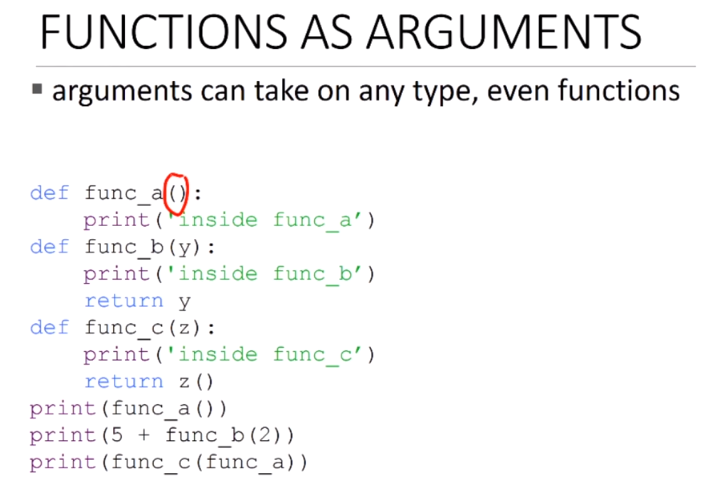 FUNCTIONS AS ARGUMENTS
▪ arguments can take on any type, even functions
def func_a():
    print('inside func_a')
def func_b(y):
    print('inside func_b')
    return y
def func_c(z):
    print('inside func_c')
    return z()
print(func_a())
print(5 + func_b(2))
print(func_c(func_a))